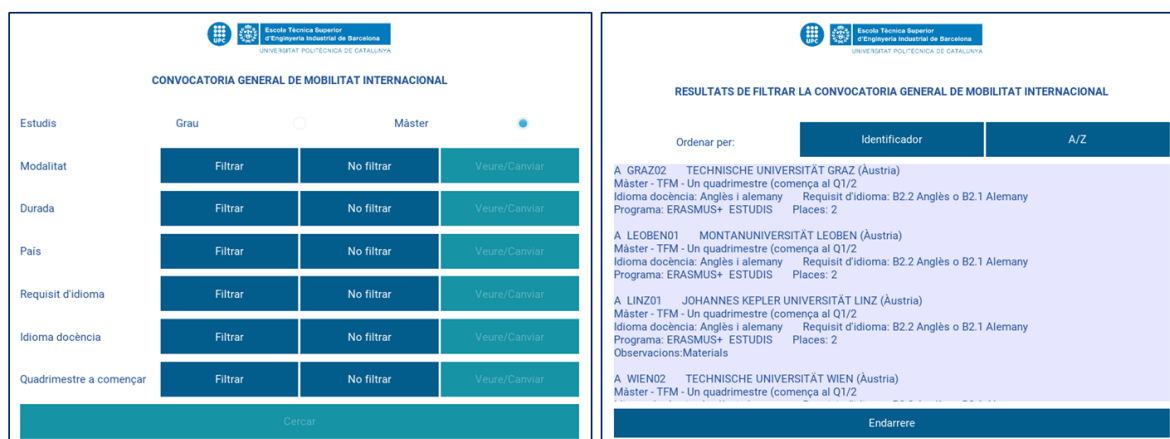 UPC
Escola Tècnica Superior
d'Enginyeria Industrial de Barcelona
UNIVERSITAT POLITÈCNICA DE CATALUNYA
CONVOCATORIA GENERAL DE MOBILITAT INTERNACIONAL
Estudis Grau Màster
Modalitat Filtrar No filtrar Veure/Canviar
Durada Filtrar No filtrar Veure/Canviar
País Filtrar No filtrar Veure/Canviar
Requisit d'idioma Filtrar No filtrar Veure/Canviar
Idioma docència Filtrar No filtrar Veure/Canviar
Quadrimestre a començar Filtrar No filtrar Veure/Canviar
Cercar
UPC
Escola Tècnica Superior
d'Enginyeria Industrial de Barcelona
UNIVERSITAT POLITÈCNICA DE CATALUNYA
RESULTATS DE FILTRAR LA CONVOCATORIA GENERAL DE MOBILITAT INTERNACIONAL
Ordenar per: Identificador A/Z
A GRAZ02 TECHNISCHE UNIVERSITÄT GRAZ (Àustria)
Màster - TFM - Un quadrimestre (comença al Q1/2
Idioma docència: Anglès i alemany Requisit d'idioma: B2.2 Anglès o B2.1 Alemany
Programa: ERASMUS+ ESTUDIS Places: 2
A LEOBEN01 MONTANUNIVERSITÄT LEOBEN (Àustria)
Màster - TFM - Un quadrimestre (comença al Q1/2
Idioma docència: Anglès i alemany Requisit d'idioma: B2.2 Anglès o B2.1 Alemany
Programa: ERASMUS+ ESTUDIS Places: 2
A LINZ01 JOHANNES KEPLER UNIVERSITÄT LINZ (Àustria)
Màster - TFM - Un quadrimestre (comença al Q1/2
Idioma docència: Anglès i alemany Requisit d'idioma: B2.2 Anglès o B2.1 Alemany
Programa: ERASMUS+ ESTUDIS Places: 2
Observacions:Materials
A WIEN02 TECHNISCHE UNIVERSITÄT WIEN (Àustria)
Màster - TFM - Un quadrimestre (comença al Q1/2
Endarrere